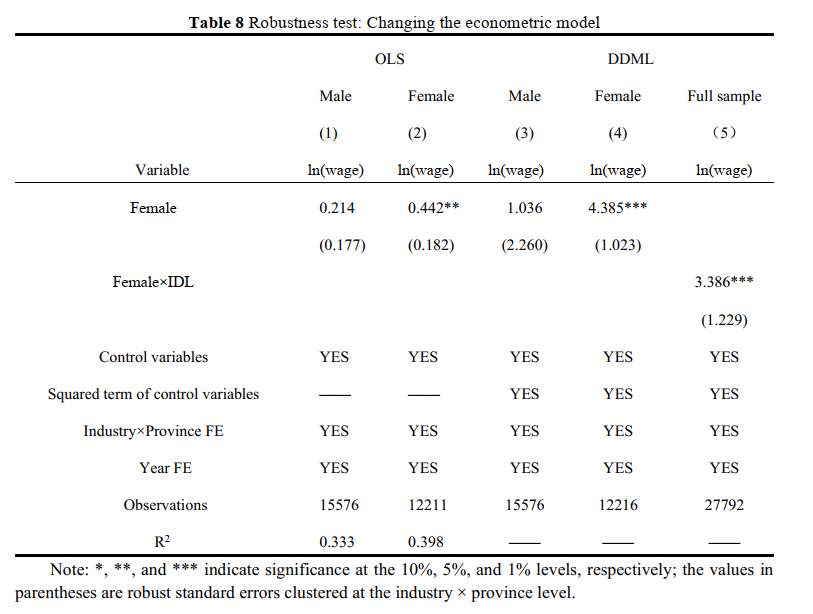 Table 8 Robustness test: Changing the econometric model
OLS DDML
Male Female Male Female Full sample
(1) (2) (3) (4) （5）
Variable ln(wage) ln(wage) ln(wage) ln(wage) ln(wage)
Female 0.214 0.442** 1.036 4.385***
(0.177) (0.182) (2.260) (1.023)
Female×IDL 3.386***
(1.229)
Control variables YES YES YES YES YES
Squared term of control variables —— —— YES YES YES
Industry×Province FE YES YES YES YES YES
Year FE YES YES YES YES YES
Observations 15576 12211 15576 12216 27792
R² 0.333 0.398 —— —— ——
Note: *, **, and *** indicate significance at the 10%, 5%, and 1% levels, respectively; the values in
parentheses are robust standard errors clustered at the industry × province level.